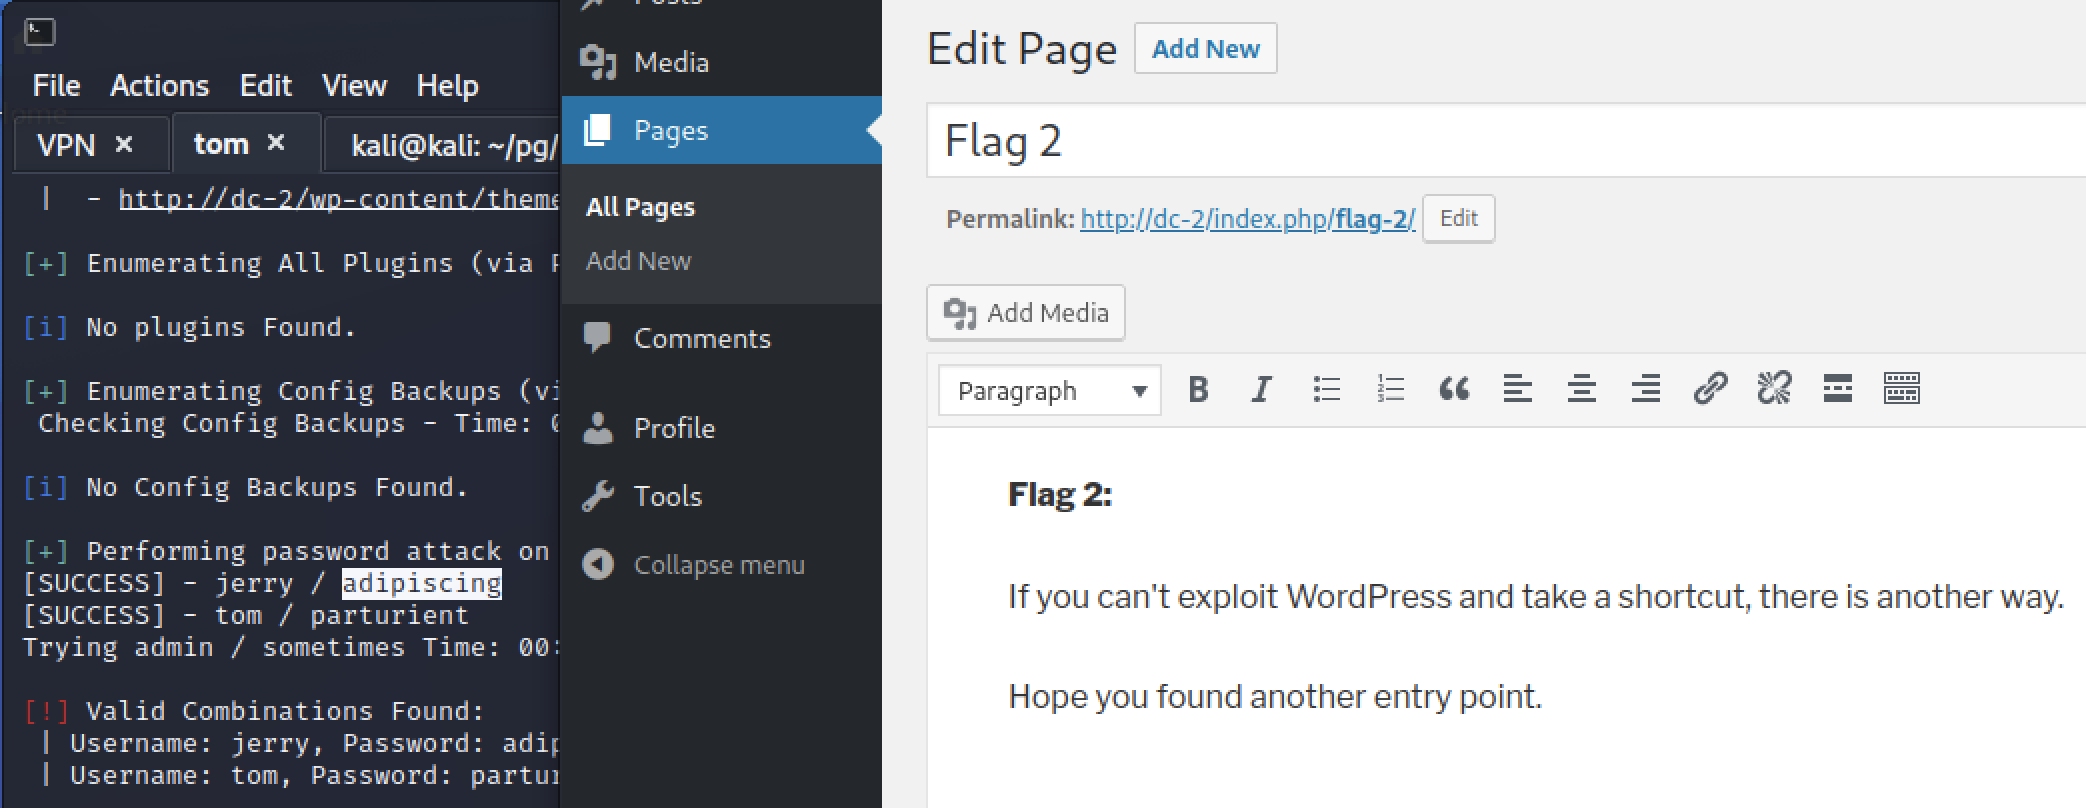 File Actions Edit View Help
VPN × tom × kali@kali: ~/pg/
| - http://dc-2/wp-content/theme
[+] Enumerating All Plugins (via
[i] No plugins Found.
[+] Enumerating Config Backups (vi
Checking Config Backups - Time:
[i] No Config Backups Found.
[+] Performing password attack on
[SUCCESS] - jerry / adipiscing
[SUCCESS] - tom / parturient
Trying admin / sometimes Time: 00:
[!] Valid Combinations Found:
| Username: jerry, Password: adip
| Username: tom, Password: partur
Posts
Media
Pages
All Pages
Add New
Comments
Profile
Tools
Collapse menu
Edit Page Add New
Flag 2
Permalink: http://dc-2/index.php/flag-2/ Edit
Add Media
Paragraph
Flag 2:
If you can't exploit WordPress and take a shortcut, there is another way.
Hope you found another entry point.